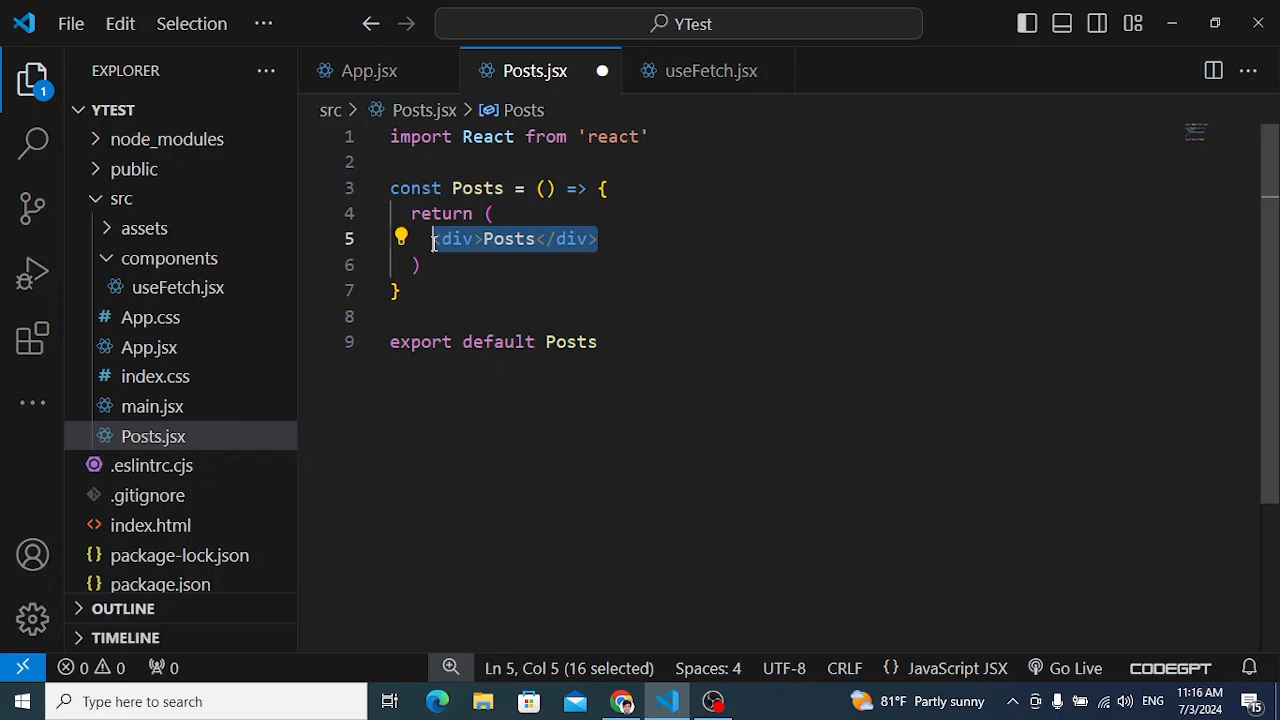 File Edit Selection ··· YTest
EXPLORER ···
App.jsx Posts.jsx useFetch.jsx ···
src > Posts.jsx > Posts
YTEST
node_modules
public
src
assets
components
useFetch.jsx
App.css
App.jsx
index.css
main.jsx
Posts.jsx
.eslintrc.cjs
.gitignore
index.html
package-lock.json
package.json
OUTLINE
TIMELINE
1 import React from 'react'
2
3 const Posts = () => {
4 return (
5 <div>Posts</div>
6 )
7 }
8
9 export default Posts
1
0 0 0 Ln 5, Col 5 (16 selected) Spaces: 4 UTF-8 CRLF {} JavaScript JSX Go Live CODEGPT
Type here to search 81°F Partly sunny ENG 11:16 AM
7/3/2024 15